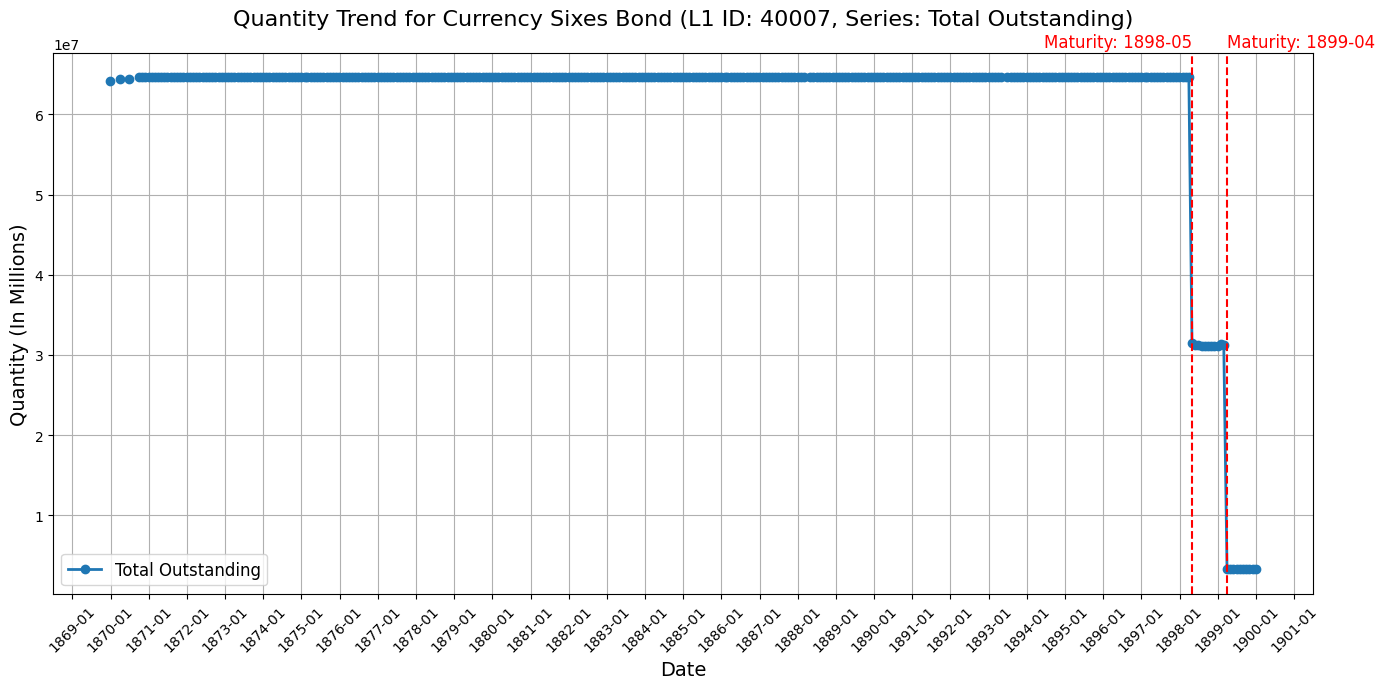 Quantity Trend for Currency Sixes Bond (L1 ID: 40007, Series: Total Outstanding)
Maturity: 1898-05 Maturity: 1899-04
1e7
6
5
4
3
2
1
Quantity (In Millions)
Total Outstanding
1869-01 1870-01 1871-01 1872-01 1873-01 1874-01 1875-01 1876-01 1877-01 1878-01 1879-01 1880-01 1881-01 1882-01 1883-01 1884-01 1885-01 1886-01 1887-01 1888-01 1889-01 1890-01 1891-01 1892-01 1893-01 1894-01 1895-01 1896-01 1897-01 1898-01 1899-01 1900-01 1901-01
Date